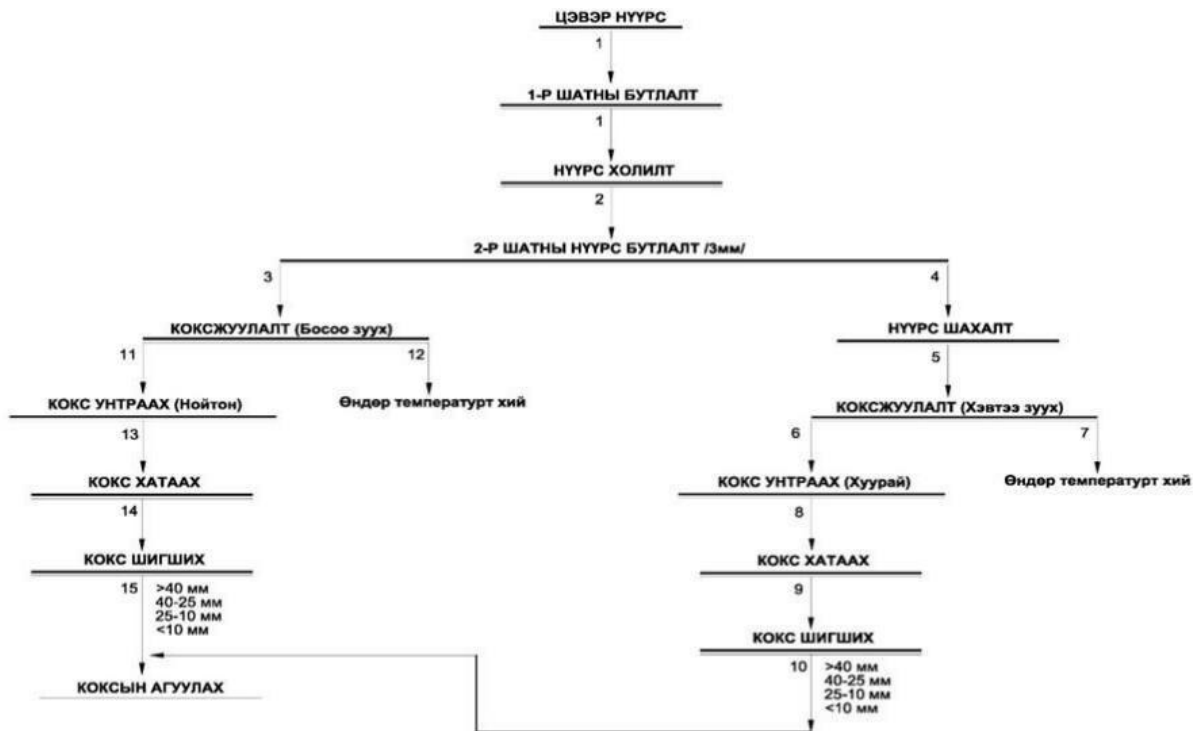 ЦЭВЭР НҮҮРС
1
1-Р ШАТНЫ БУТЛАЛТ
1
НҮҮРС ХОЛИЛТ
2
2-Р ШАТНЫ НҮҮРС БУТЛАЛТ /3мм/
3
4
КОКСЖУУЛАЛТ (Босоо зуух)
НҮҮРС ШАХАЛТ
11
12
5
КОКС УНТРААХ (Нойтон)
Өндөр температурт хий
КОКСЖУУЛАЛТ (Хэвтээ зуух)
13
6
7
КОКС ХАТААХ
КОКС УНТРААХ (Хуурай)
Өндөр температурт хий
14
8
КОКС ШИГШИХ
КОКС ХАТААХ
15
>40 мм
40-25 мм
25-10 мм
<10 мм
9
КОКС ШИГШИХ
10
>40 мм
40-25 мм
25-10 мм
<10 мм
КОКСЫН АГУУЛАХ